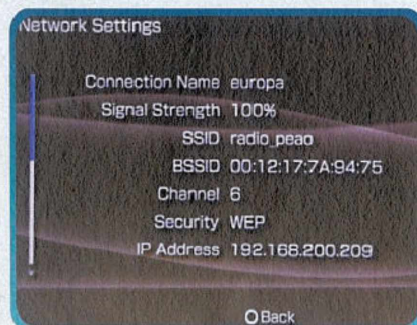 Network Settings
Connection Name europa
Signal Strength 100%
SSID radio_peao
BSSID 00:12:17:7A:94:75
Channel 6
Security WEP
IP Address 192.168.200.209
Back